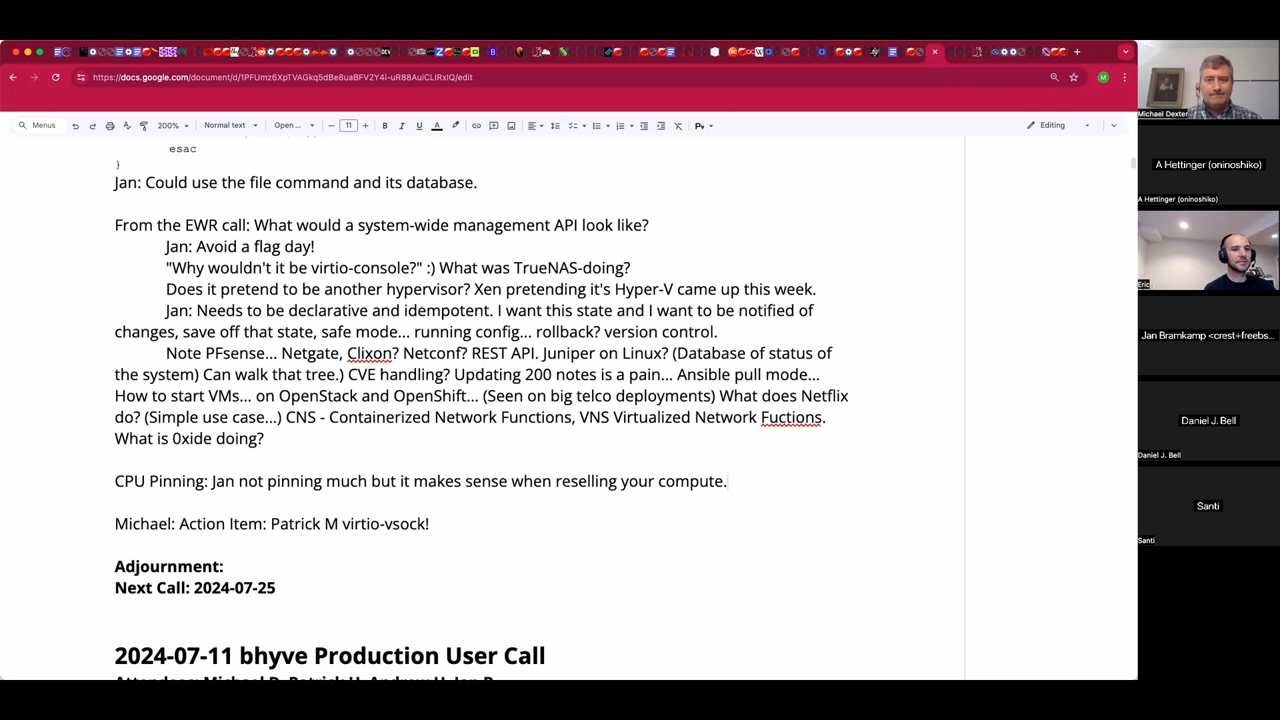 https://docs.google.com/document/d/1PFUmz6XpTVAGkq5dBe8uaBFV2Y4i-uR88AuiCLIRxIQ/edit
M
Menus
200%
Normal text
Open ...
11
Editing
esac
}
Jan: Could use the file command and its database.
From the EWR call: What would a system-wide management API look like?
Jan: Avoid a flag day!
"Why wouldn't it be virtio-console?" :) What was TrueNAS-doing?
Does it pretend to be another hypervisor? Xen pretending it's Hyper-V came up this week.
Jan: Needs to be declarative and idempotent. I want this state and I want to be notified of
changes, save off that state, safe mode... running config... rollback? version control.
Note PFsense... Netgate, Clixon? Netconf? REST API. Juniper on Linux? (Database of status of
the system) Can walk that tree.) CVE handling? Updating 200 notes is a pain... Ansible pull mode...
How to start VMs... on OpenStack and OpenShift... (Seen on big telco deployments) What does Netflix
do? (Simple use case...) CNS - Containerized Network Functions, VNS Virtualized Network Fuctions.
What is 0xide doing?
CPU Pinning: Jan not pinning much but it makes sense when reselling your compute.
Michael: Action Item: Patrick M virtio-vsock!
Adjournment:
Next Call: 2024-07-25
2024-07-11 bhyve Production User Call
Michael Dexter
A Hettinger (oninoshiko)
A Hettinger (oninoshiko)
Eric
Jan Bramkamp <crest+freebs...
Daniel J. Bell
Daniel J. Bell
Santi
Santi